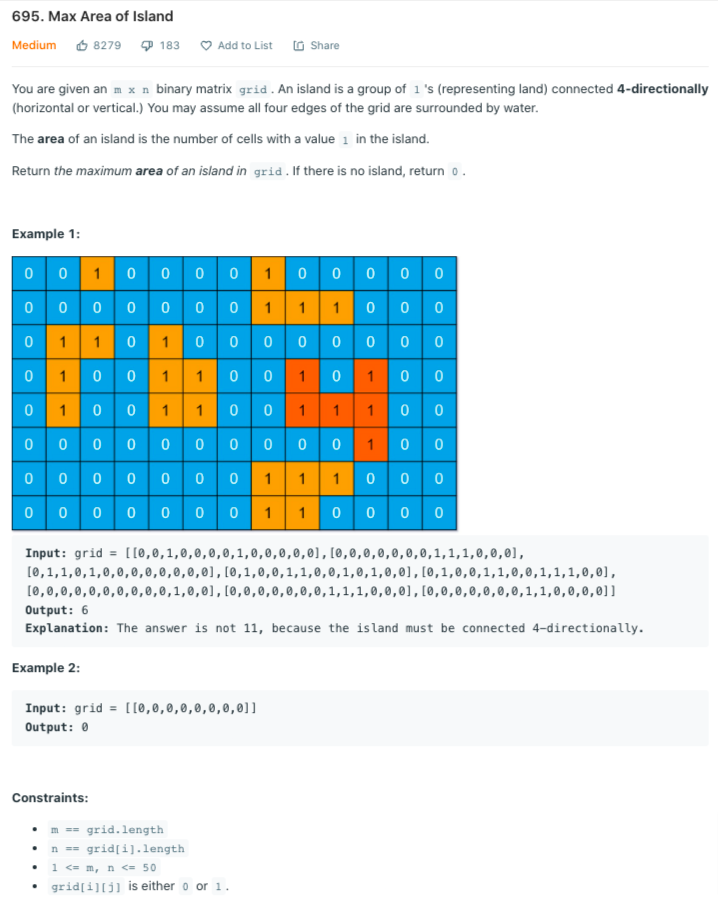 695. Max Area of Island
Medium 8279 183 Add to List Share
You are given an m x n binary matrix grid . An island is a group of 1 's (representing land) connected 4-directionally
(horizontal or vertical.) You may assume all four edges of the grid are surrounded by water.
The area of an island is the number of cells with a value 1 in the island.
Return the maximum area of an island in grid . If there is no island, return 0 .
Example 1:
0 0 1 0 0 0 0 1 0 0 0 0 0
0 0 0 0 0 0 0 1 1 1 0 0 0
0 1 1 0 1 0 0 0 0 0 0 0 0
0 1 0 0 1 1 0 0 1 0 1 0 0
0 1 0 0 1 1 0 0 1 1 1 0 0
0 0 0 0 0 0 0 0 0 0 1 0 0
0 0 0 0 0 0 0 1 1 1 0 0 0
0 0 0 0 0 0 0 1 1 0 0 0 0
Input: grid = [[0,0,1,0,0,0,0,1,0,0,0,0,0],[0,0,0,0,0,0,0,1,1,1,0,0,0],
[0,1,1,0,1,0,0,0,0,0,0,0,0],[0,1,0,0,1,1,0,0,1,0,1,0,0],[0,1,0,0,1,1,0,0,1,1,1,0,0],
[0,0,0,0,0,0,0,0,0,0,1,0,0],[0,0,0,0,0,0,0,1,1,1,0,0,0],[0,0,0,0,0,0,0,1,1,0,0,0,0]]
Output: 6
Explanation: The answer is not 11, because the island must be connected 4-directionally.
Example 2:
Input: grid = [[0,0,0,0,0,0,0,0]]
Output: 0
Constraints:
• m == grid.length
• n == grid[i].length
• 1 <= m, n <= 50
• grid[i][j] is either 0 or 1 .